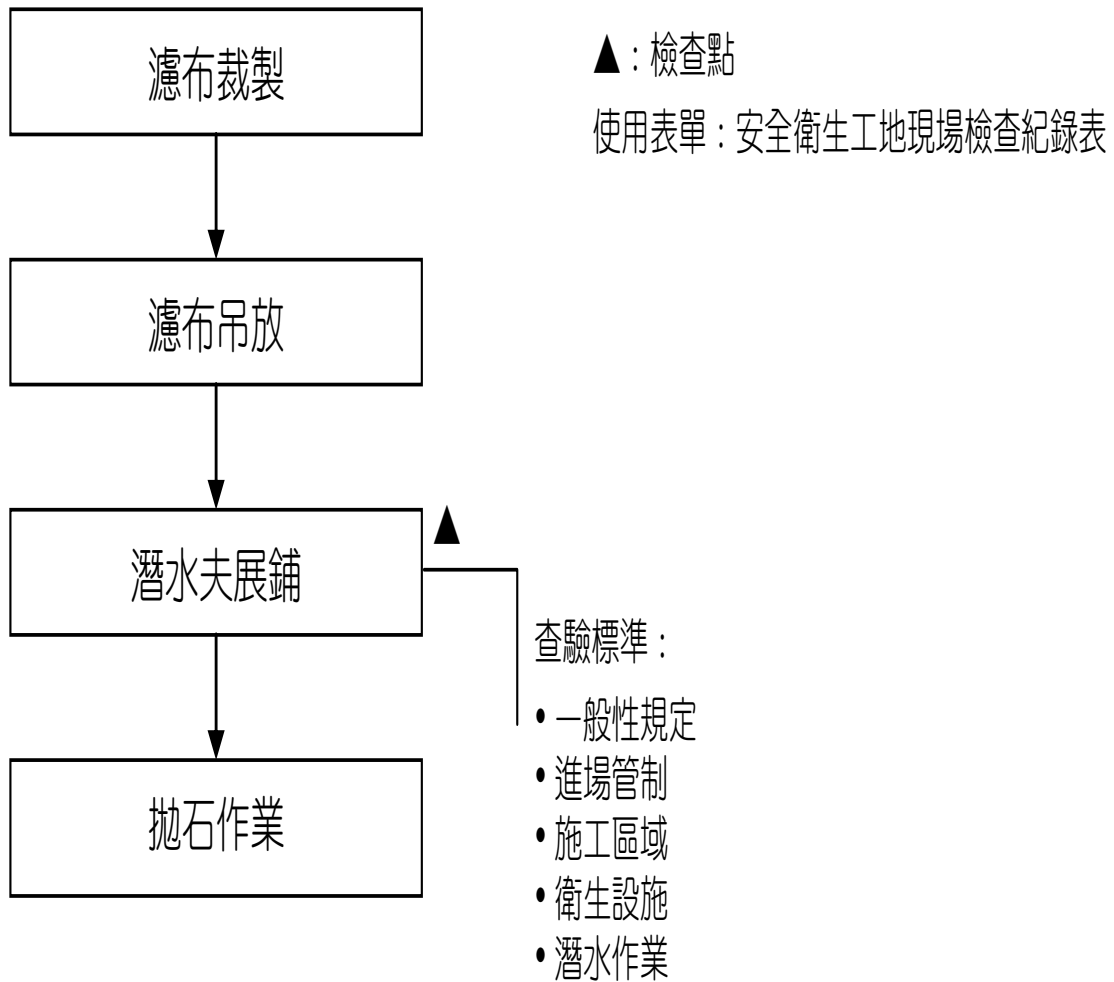 濾布裁製
▲：檢查點
使用表單：安全衛生工地現場檢查紀錄表
濾布吊放
潛水夫展鋪
▲
查驗標準：
•一般性規定
•進場管制
•施工區域
•衛生設施
•潛水作業
拋石作業